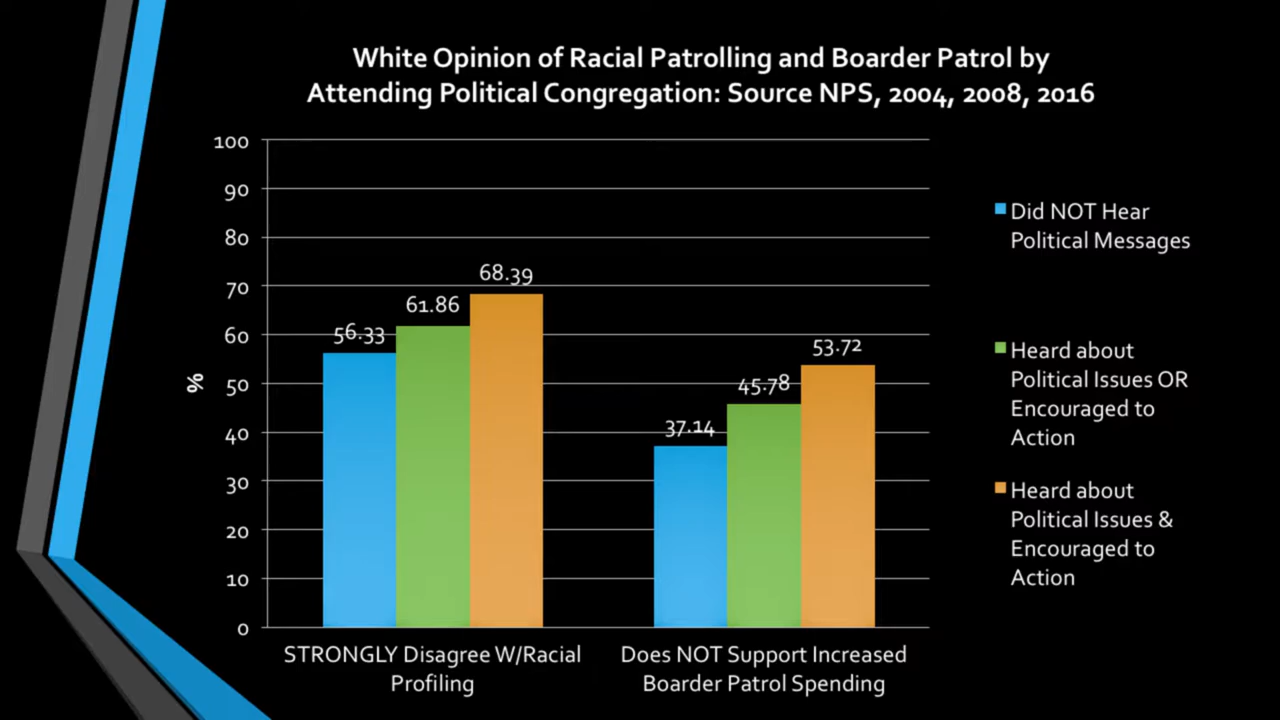 White Opinion of Racial Patrolling and Boarder Patrol by
Attending Political Congregation: Source NPS, 2004, 2008, 2016
100
90
80
70
60
50
40
30
20
10
0
%
56.33
61.86
68.39
37.14
45.78
53.72
STRONGLY Disagree W/Racial
Profiling
Does NOT Support Increased
Boarder Patrol Spending
Did NOT Hear
Political Messages
Heard about
Political Issues OR
Encouraged to
Action
Heard about
Political Issues &
Encouraged to
Action